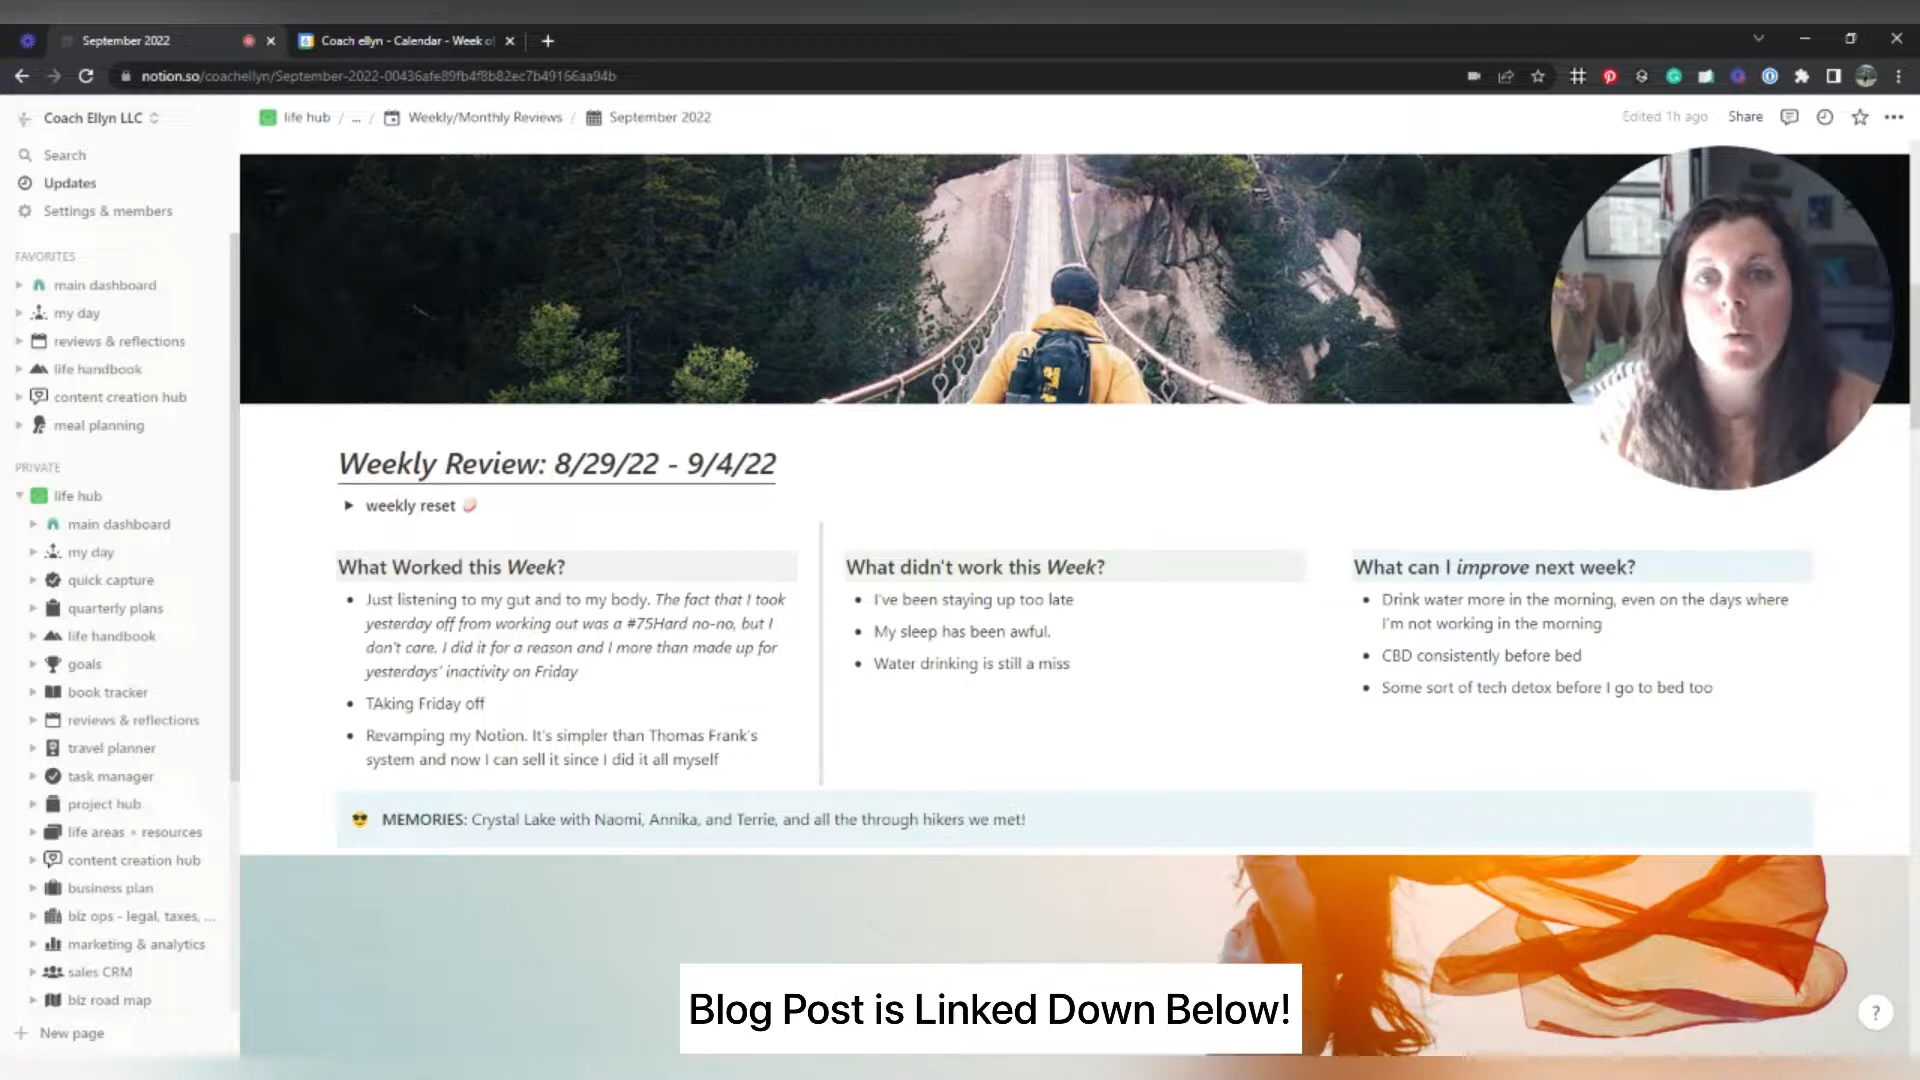 September 2022
Coach ellyn - Calendar - Week of
notion.so/coachellyn/September-2022-00436afe89fb4f8b82ec7b49166aa94b
Coach Ellyn LLC
life hub / ... / Weekly/Monthly Reviews / September 2022
Edited 1h ago
Share
Search
Updates
Settings & members
FAVORITES
main dashboard
my day
reviews & reflections
life handbook
content creation hub
meal planning
PRIVATE
life hub
main dashboard
my day
quick capture
quarterly plans
life handbook
goals
book tracker
reviews & reflections
travel planner
task manager
project hub
life areas + resources
content creation hub
business plan
biz ops - legal, taxes, ...
marketing & analytics
sales CRM
biz road map
New page
Weekly Review: 8/29/22 - 9/4/22
weekly reset
What Worked this Week?
Just listening to my gut and to my body. The fact that I took
yesterday off from working out was a #75Hard no-no, but I
don't care. I did it for a reason and I more than made up for
yesterdays' inactivity on Friday
TAking Friday off
Revamping my Notion. It's simpler than Thomas Frank's
system and now I can sell it since I did it all myself
What didn't work this Week?
I've been staying up too late
My sleep has been awful.
Water drinking is still a miss
What can I improve next week?
Drink water more in the morning, even on the days where
I'm not working in the morning
CBD consistently before bed
Some sort of tech detox before I go to bed too
MEMORIES: Crystal Lake with Naomi, Annika, and Terrie, and all the through hikers we met!
Blog Post is Linked Down Below!
?